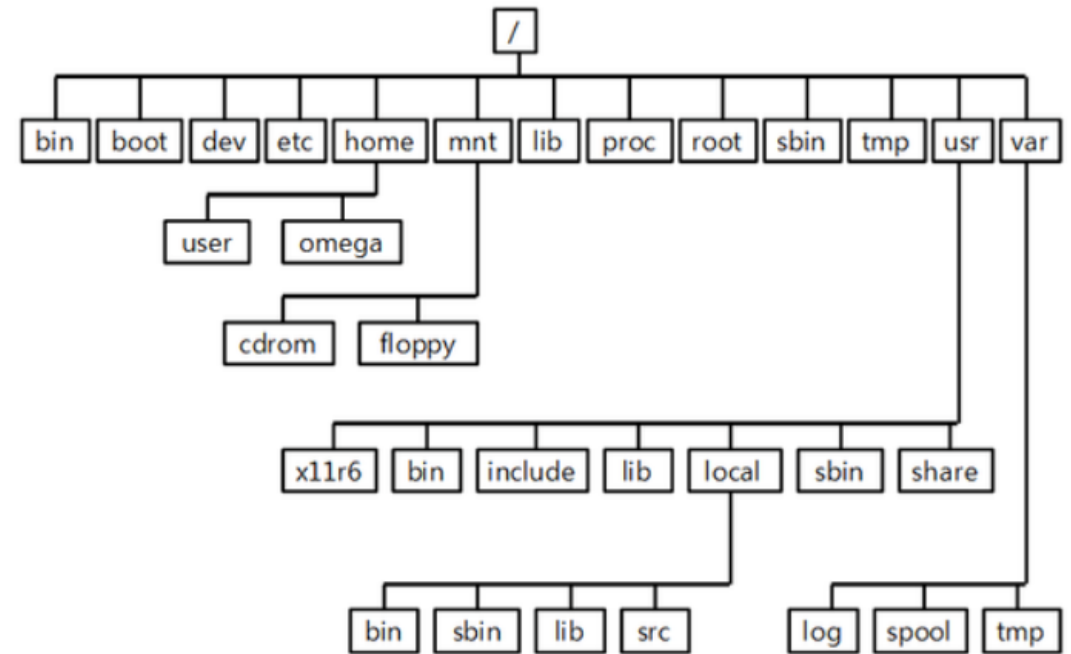 /
bin boot dev etc home mnt lib proc root sbin tmp usr var
user omega
cdrom floppy
x11r6 bin include lib local sbin share
bin sbin lib src log spool tmp